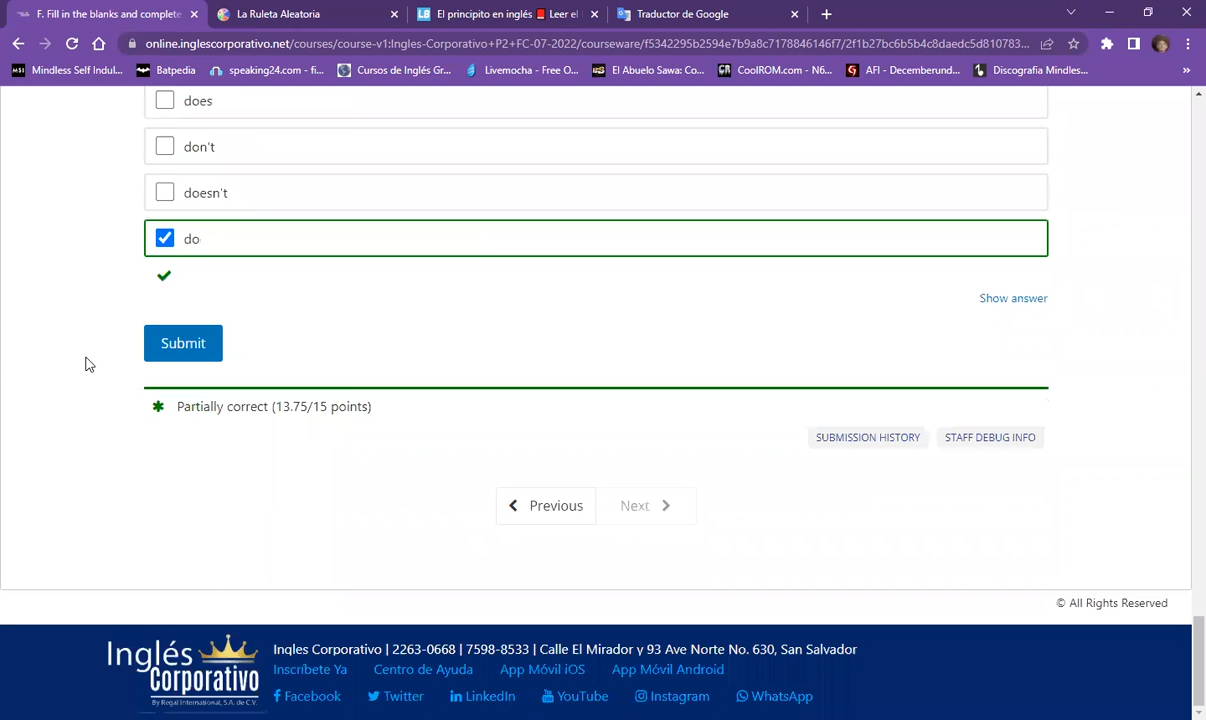 F. Fill in the blanks and complete
La Ruleta Aleatoria
El principito en inglés Leer el
Traductor de Google
online.inglescorporativo.net/courses/course-v1:Ingles-Corporativo+P2+FC-07-2022/courseware/f5342295b2594e7b9a8c7178846146f7/2f1b27bc6b5b4c8daedc5d810783...
Mindless Self Indul...
Batpedia
speaking24.com - fi...
Cursos de Inglés Gr...
Livemocha - Free O...
El Abuelo Sawa: Co...
CoolROM.com - N6...
AFI - Decemberund...
Discografia Mindles...
»
does
don't
doesn't
do
Show answer
Submit
Partially correct (13.75/15 points)
SUBMISSION HISTORY
STAFF DEBUG INFO
Previous
Next
© All Rights Reserved
Inglés Corporativo
By Regal International, S.A. de C.V.
Ingles Corporativo | 2263-0668 | 7598-8533 | Calle El Mirador y 93 Ave Norte No. 630, San Salvador
Inscríbete Ya Centro de Ayuda App Móvil iOS App Móvil Android
Facebook Twitter LinkedIn YouTube Instagram WhatsApp